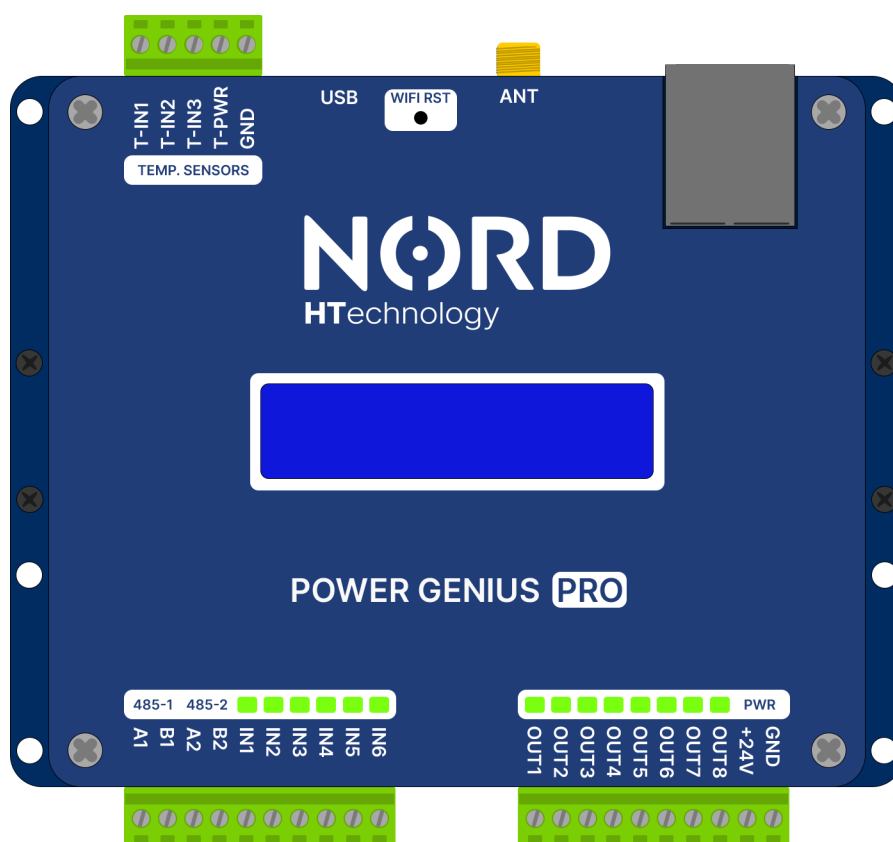 USB
WIFI RST
ANT
T-IN1
T-IN2
T-IN3
T-PWR
GND
TEMP. SENSORS
NORD
HTechnology
POWER GENIUS PRO
485-1 485-2
PWR
A1
B1
A2
B2
IN1
IN2
IN3
IN4
IN5
IN6
OUT1
OUT2
OUT3
OUT4
OUT5
OUT6
OUT7
OUT8
+24V
GND